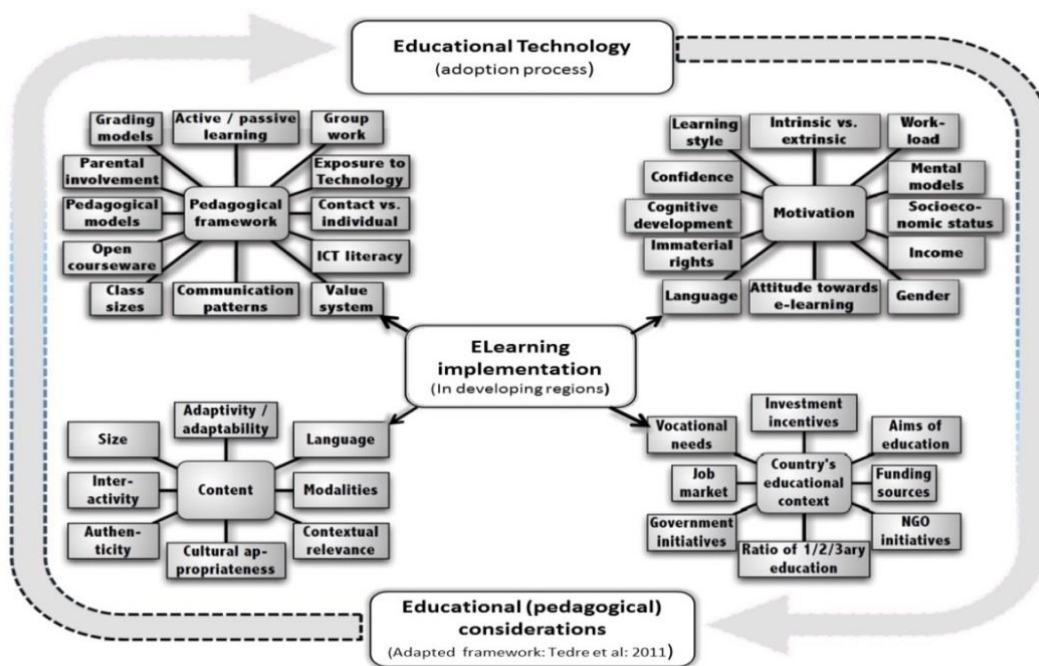 Educational Technology
(adoption process)
Grading
models
Active / passive
learning
Group
work
Parental
involvement
Exposure to
Technology
Pedagogical
models
Pedagogical
framework
Contact vs.
individual
Open
courseware
ICT literacy
Class
sizes
Communication
patterns
Value
system
Learning
style
Intrinsic vs.
extrinsic
Work-
load
Confidence
Mental
models
Cognitive
development
Motivation
Socioeco-
nomic status
Immaterial
rights
Income
Language
Attitude towards
e-learning
Gender
ELearning
implementation
(In developing regions)
Size
Adaptivity /
adaptability
Language
Inter-
activity
Content
Modalities
Authen-
ticity
Cultural ap-
propriateness
Contextual
relevance
Vocational
needs
Investment
incentives
Aims of
education
Job
market
Country's
educational
context
Funding
sources
Government
initiatives
Ratio of 1/2/3ary
education
NGO
initiatives
Educational (pedagogical)
considerations
(Adapted framework: Tedre et al: 2011)